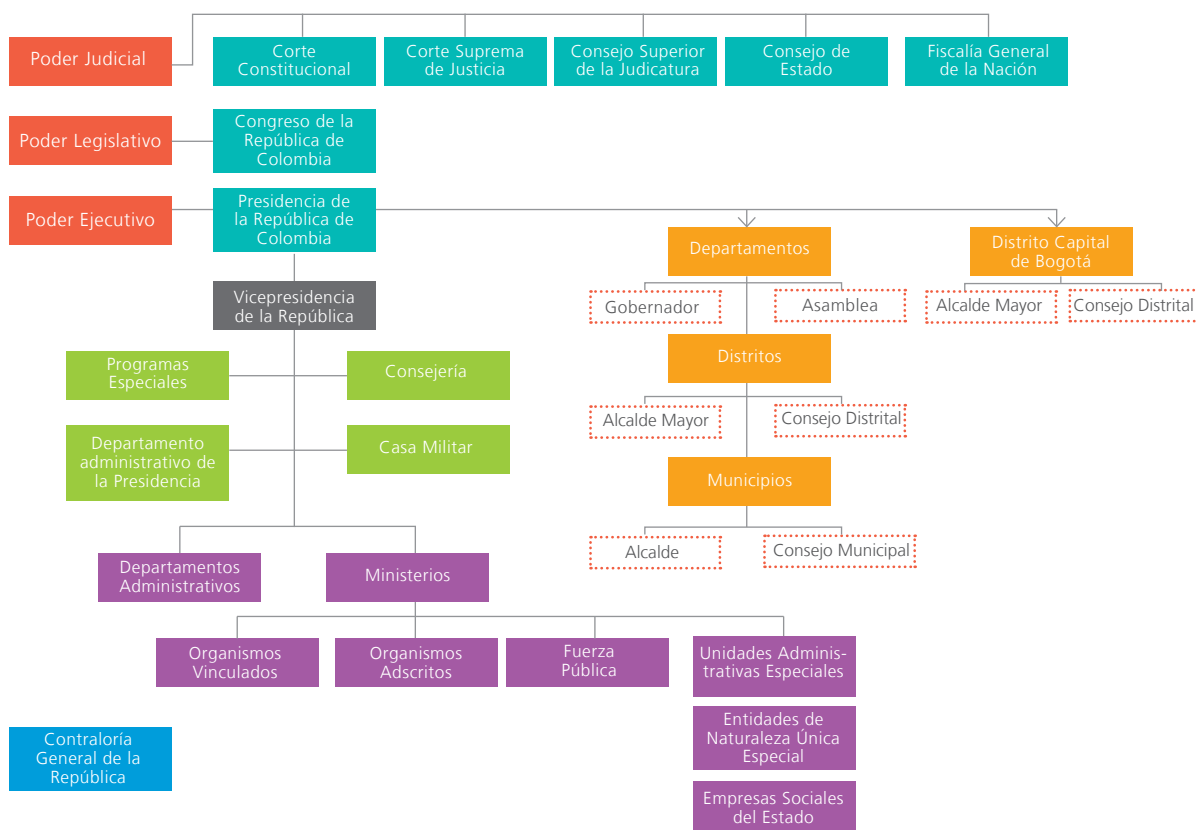 Poder Judicial
Corte
Constitucional
Corte Suprema
de Justicia
Consejo Superior
de la Judicatura
Consejo de
Estado
Fiscalía General
de la Nación
Poder Legislativo
Congreso de la
República de
Colombia
Poder Ejecutivo
Presidencia de
la República de
Colombia
Departamentos
Distrito Capital
de Bogotá
Gobernador
Asamblea
Alcalde Mayor
Consejo Distrital
Vicepresidencia
de la República
Distritos
Programas
Especiales
Consejería
Alcalde Mayor
Consejo Distrital
Departamento
administrativo de
la Presidencia
Casa Militar
Municipios
Alcalde
Consejo Municipal
Departamentos
Administrativos
Ministerios
Organismos
Vinculados
Organismos
Adscritos
Fuerza
Pública
Unidades Adminis-
trativas Especiales
Entidades de
Naturaleza Única
Especial
Empresas Sociales
del Estado
Contraloría
General de la
República